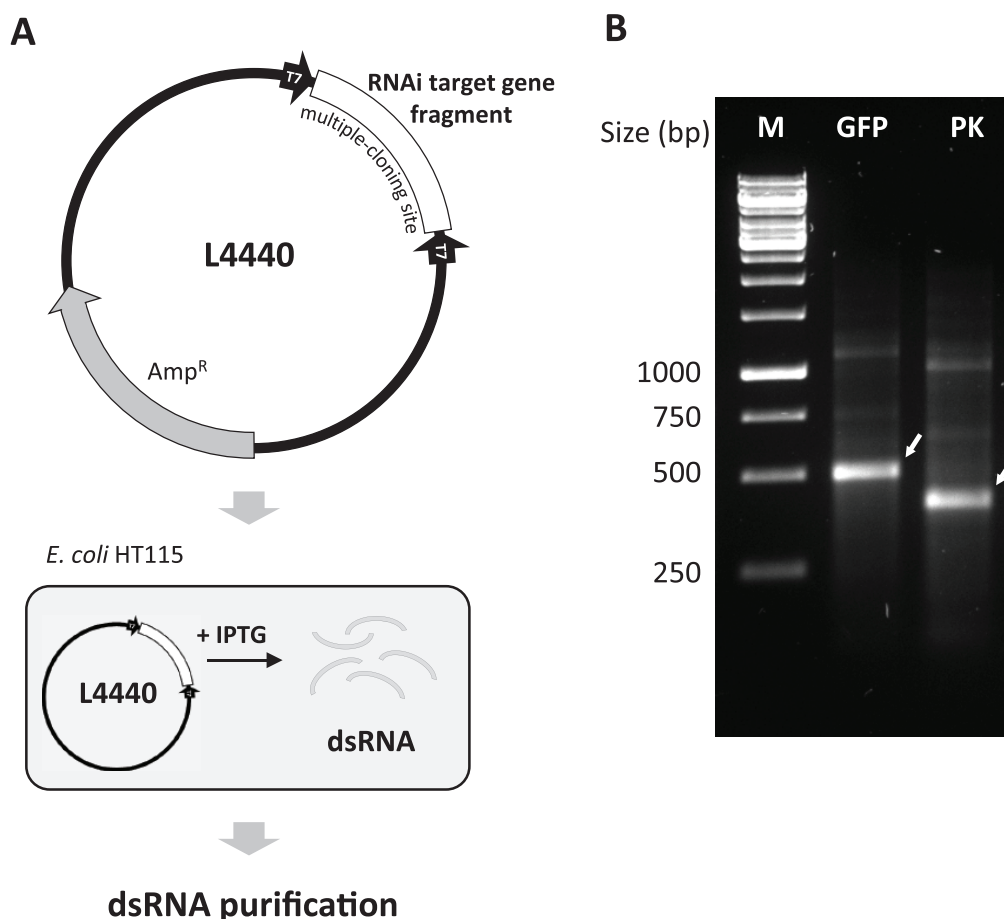 A
T7
RNAi target gene
fragment
multiple-cloning site
T7
L4440
Amp^R
E. coli HT115
+ IPTG
L4440
dsRNA
dsRNA purification
B
Size (bp)
M
GFP
PK
1000
750
500
250